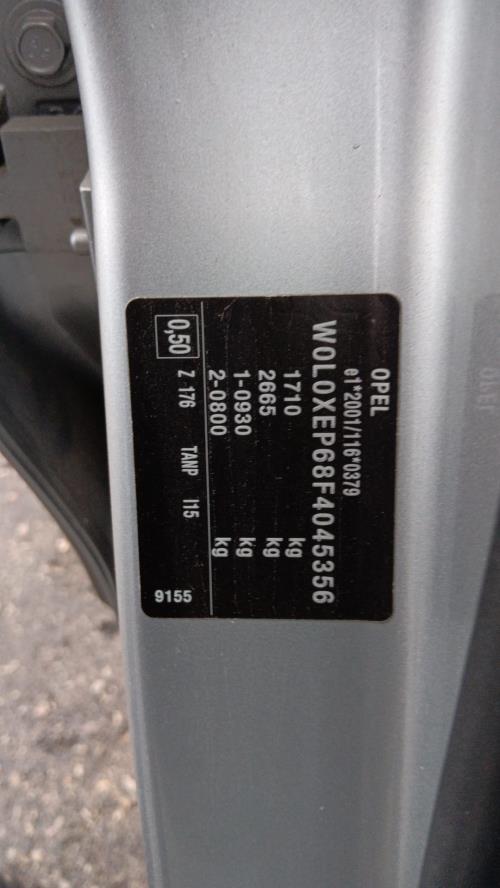 OPEL
e1*2001/116*0379
W0L0XEP68F4045356
1710 kg
2665 kg
1-0930 kg
2-0800 kg
0,50 Z 176 TANP I15
9155